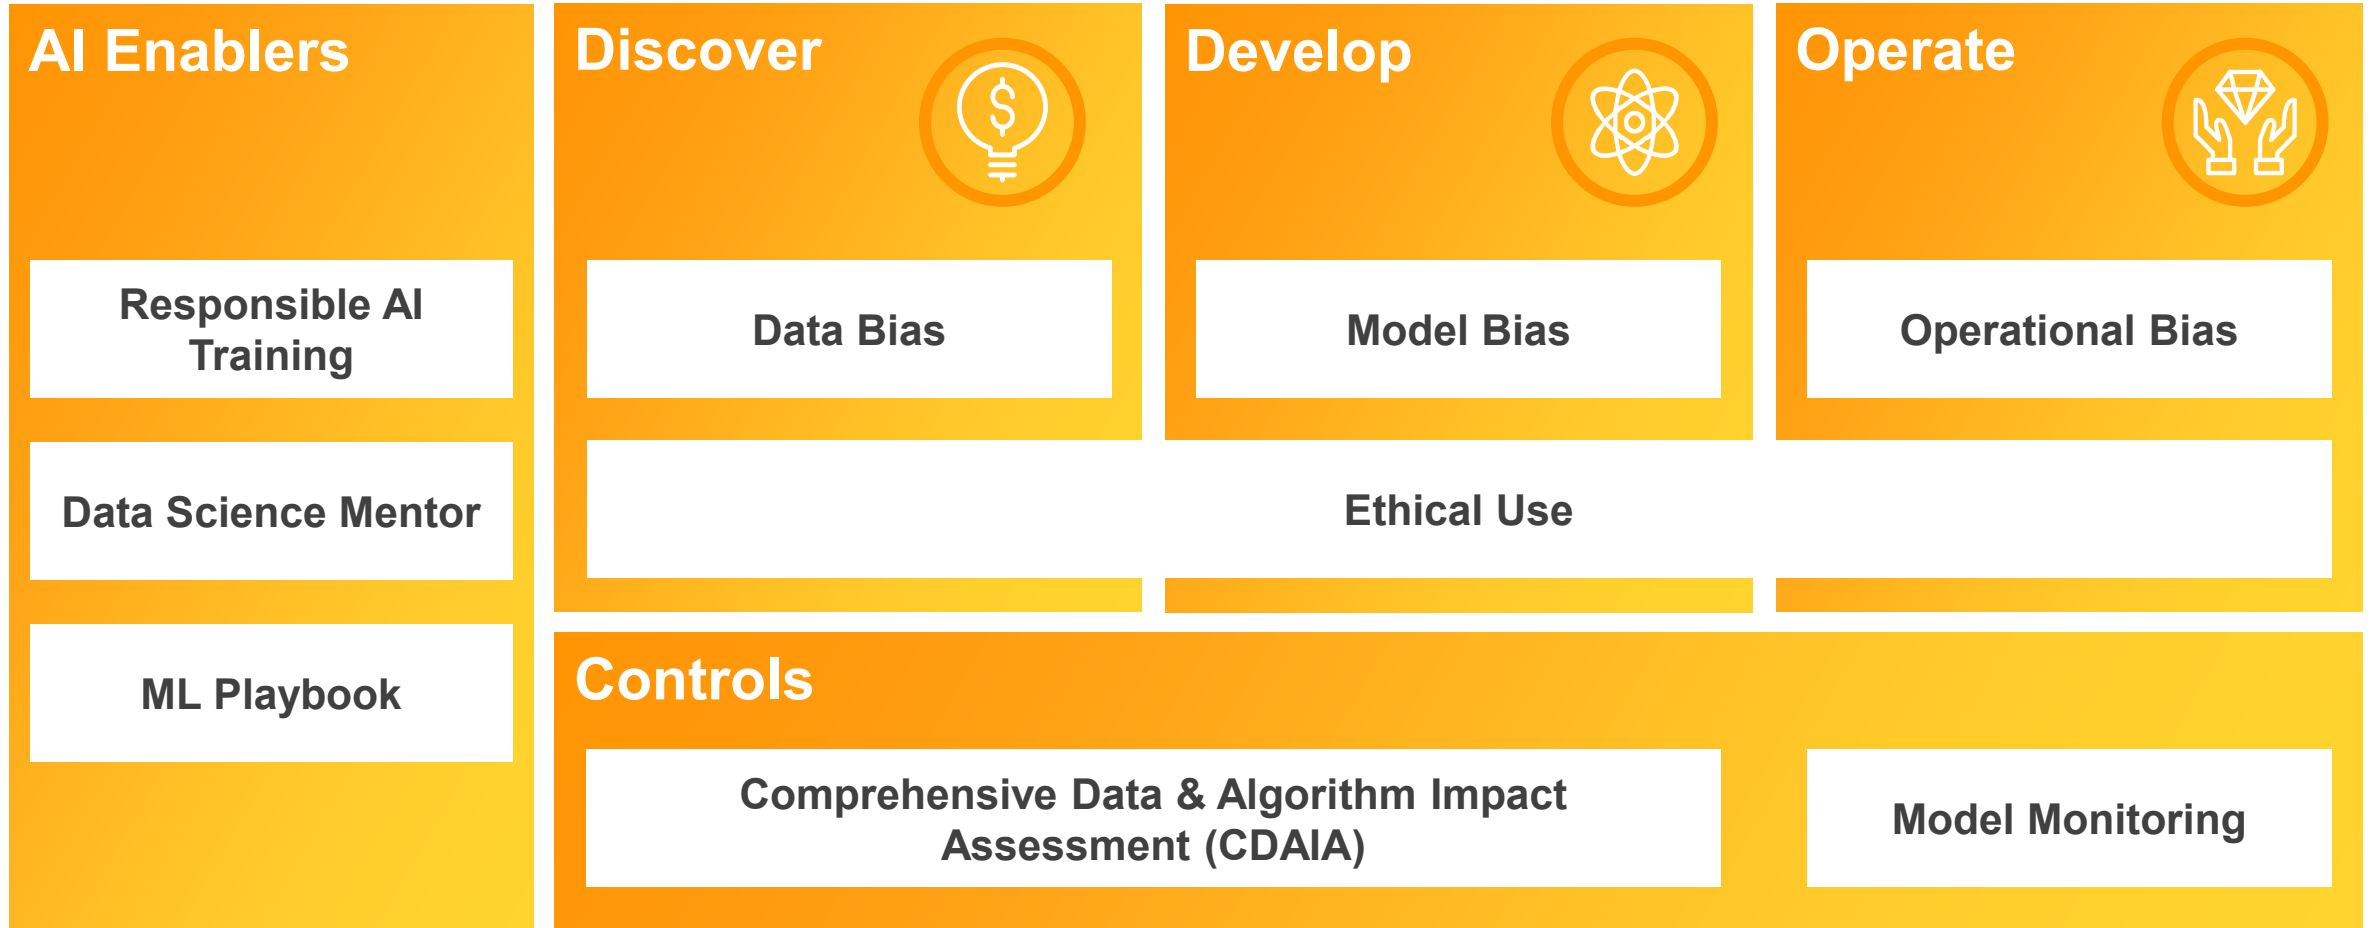 AI Enablers
Responsible AI
Training
Data Science Mentor
ML Playbook
Discover
$
Data Bias
Develop
Model Bias
Operate
Operational Bias
Ethical Use
Controls
Comprehensive Data & Algorithm Impact
Assessment (CDAIA)
Model Monitoring